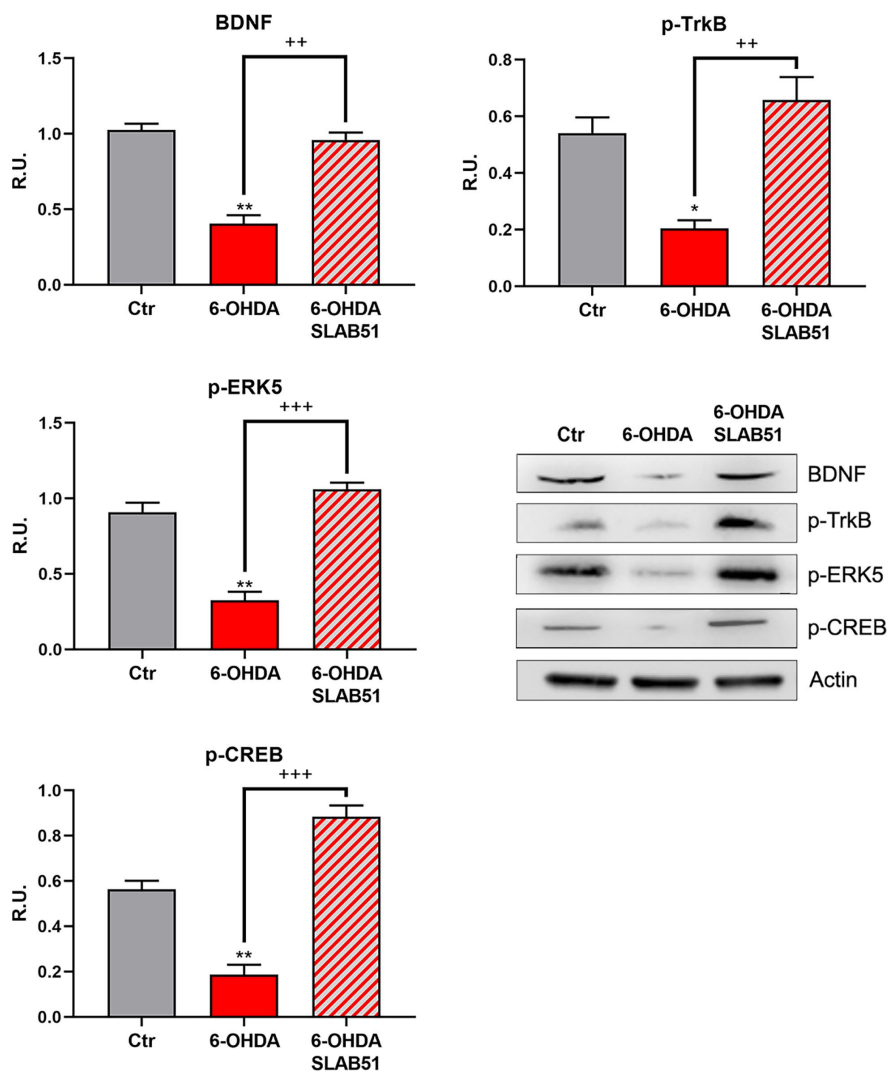 BDNF
++
1.5
1.0
0.5
0.0
R.U.
**
Ctr
6-OHDA
6-OHDA
SLAB51
p-TrkB
++
0.8
0.6
0.4
0.2
0.0
R.U.
*
Ctr
6-OHDA
6-OHDA
SLAB51
p-ERK5
+++
1.5
1.0
0.5
0.0
R.U.
**
Ctr
6-OHDA
6-OHDA
SLAB51
Ctr
6-OHDA
6-OHDA
SLAB51
BDNF
p-TrkB
p-ERK5
p-CREB
Actin
p-CREB
+++
1.0
0.8
0.6
0.4
0.2
0.0
R.U.
**
Ctr
6-OHDA
6-OHDA
SLAB51